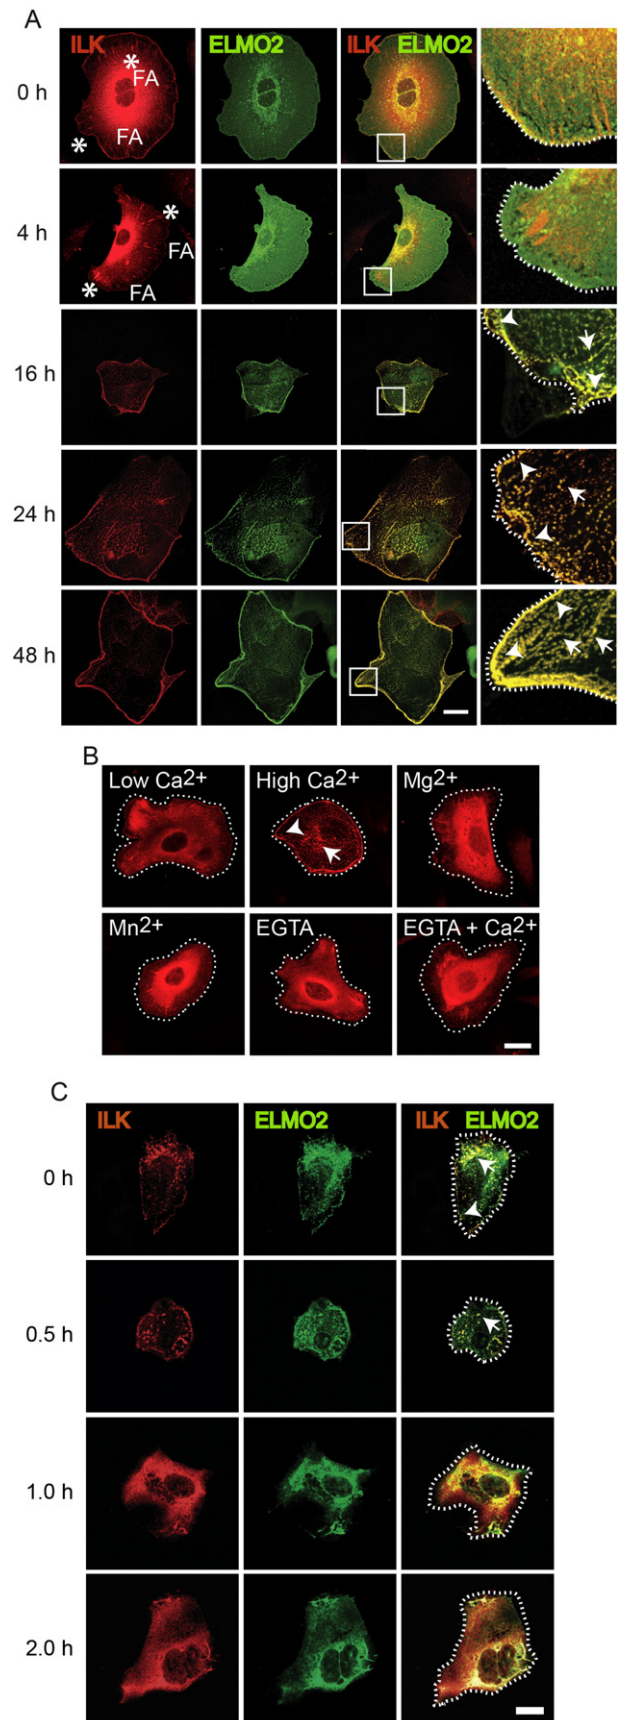 A
ILK ELMO2 ILK ELMO2
0 h
* FA
FA
*
4 h
*
FA
* FA
16 h
24 h
48 h
B
Low Ca2+ High Ca2+ Mg2+
Mn2+ EGTA EGTA + Ca2+
C
ILK ELMO2 ILK ELMO2
0 h
0.5 h
1.0 h
2.0 h